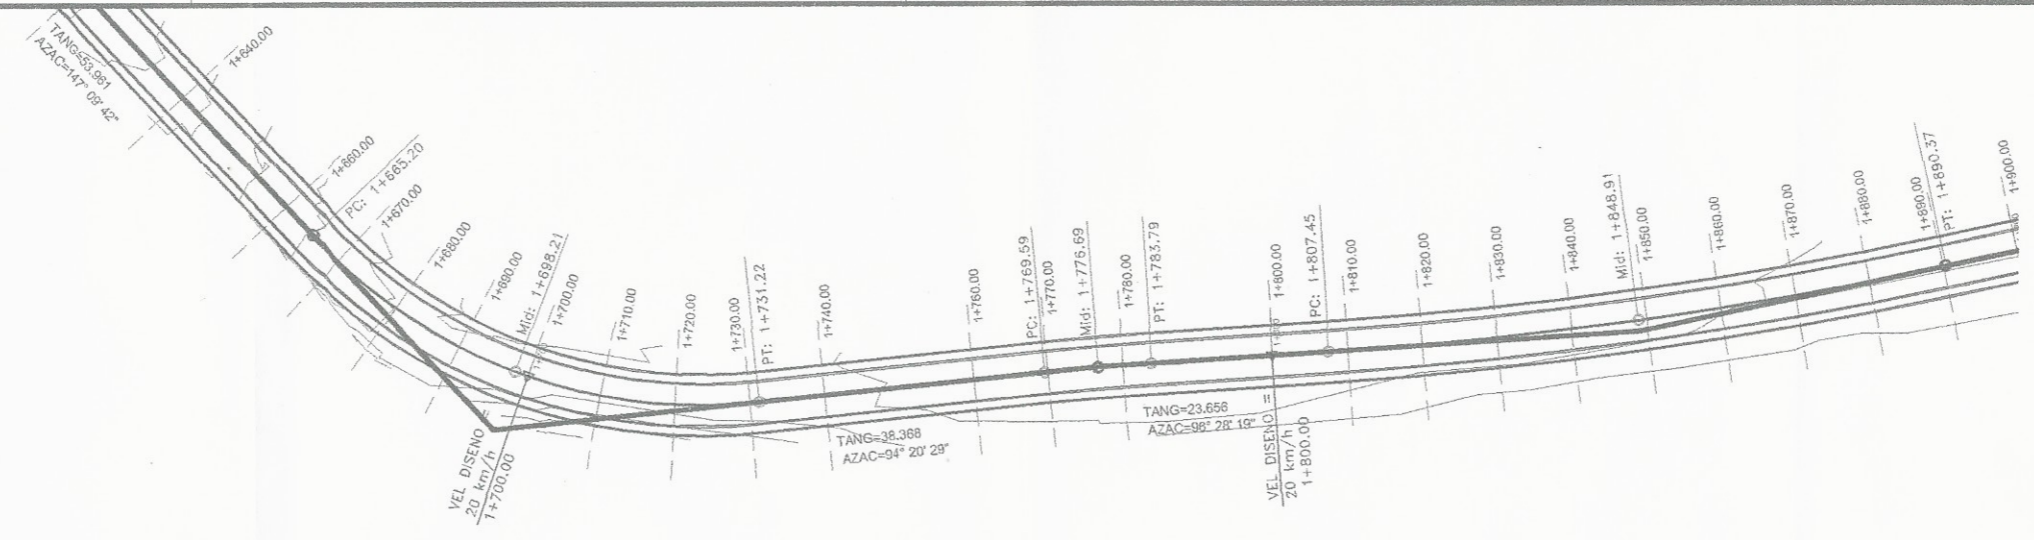 TANG=53.961
AZAC=147° 09' 42"
1+640.00
1+660.00
PC: 1+665.20
1+670.00
1+680.00
1+690.00
Mid: 1+698.21
1+700.00
1+710.00
1+720.00
1+730.00
PT: 1+731.22
1+740.00
1+760.00
PC: 1+769.59
1+770.00
Mid: 1+776.69
1+780.00
PT: 1+783.79
1+800.00
PC: 1+807.45
1+810.00
1+820.00
1+830.00
1+840.00
Mid: 1+848.91
1+850.00
1+860.00
1+870.00
1+880.00
1+890.00
PT: 1+890.37
1+900.00
VEL DISENO =
20 km/h
1+700.00
TANG=38.368
AZAC=94° 20' 29"
TANG=23.656
AZAC=96° 28' 19"
VEL DISENO =
20 km/h
1+800.00